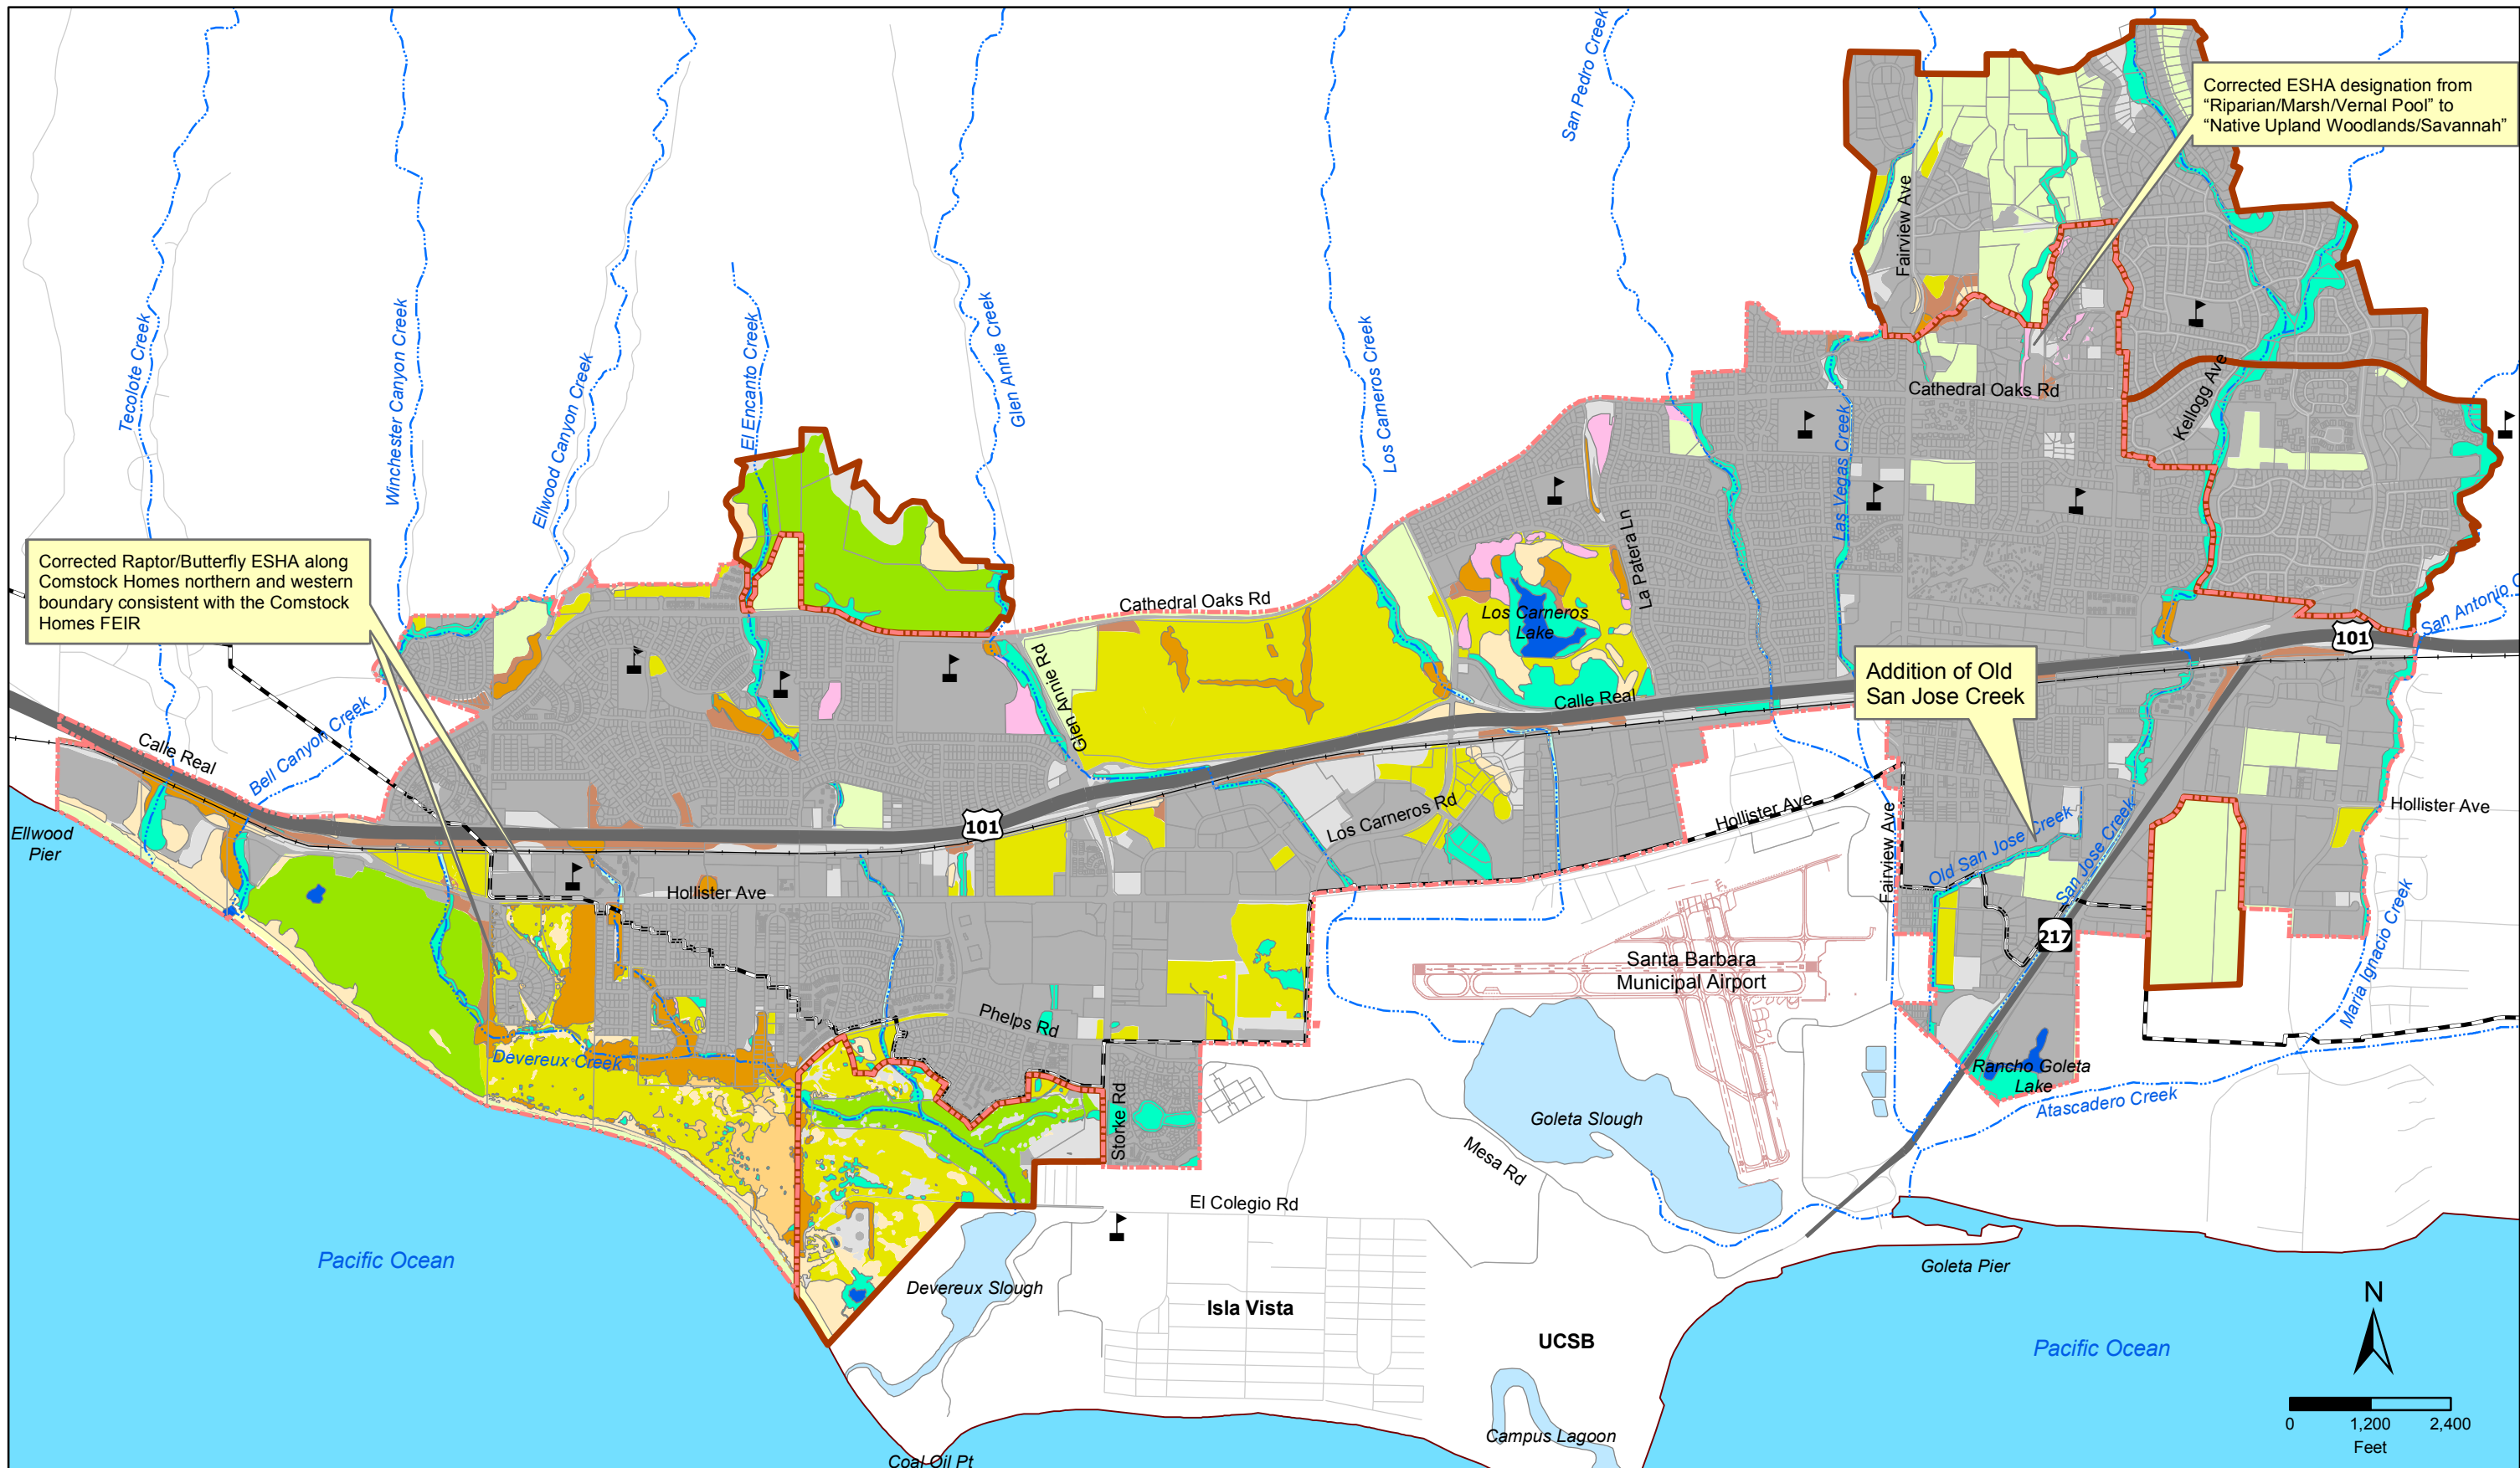 San Pedro Creek
Corrected ESHA designation from
“Riparian/Marsh/Vernal Pool” to
“Native Upland Woodlands/Savannah”
Fairview Ave
Tecolote Creek
Winchester Canyon Creek
Ellwood Canyon Creek
El Encanto Creek
Glen Annie Creek
Los Carneros Creek
Las Vegas Creek
Cathedral Oaks Rd
Kellogg Ave
Corrected Raptor/Butterfly ESHA along
Comstock Homes northern and western
boundary consistent with the Comstock
Homes FEIR
Cathedral Oaks Rd
La Patera Ln
Los Carneros
Lake
San Antonio C
101
Glen Annie Rd
Calle Real
Addition of Old
San Jose Creek
Calle Real
Bell Canyon Creek
Ellwood
Pier
101
Los Carneros Rd
Hollister Ave
Hollister Ave
Fairview Ave
Old San Jose Creek
San Jose Creek
Hollister Ave
217
Maria Ignacio Creek
Santa Barbara
Municipal Airport
Phelps Rd
Devereux Creek
Storke Rd
Rancho Goleta
Lake
Atascadero Creek
Goleta Slough
Mesa Rd
El Colegio Rd
Pacific Ocean
Devereux Slough
Isla Vista
UCSB
Goleta Pier
Pacific Ocean
N
0 1,200 2,400
Feet
Campus Lagoon
Coal Oil Pt